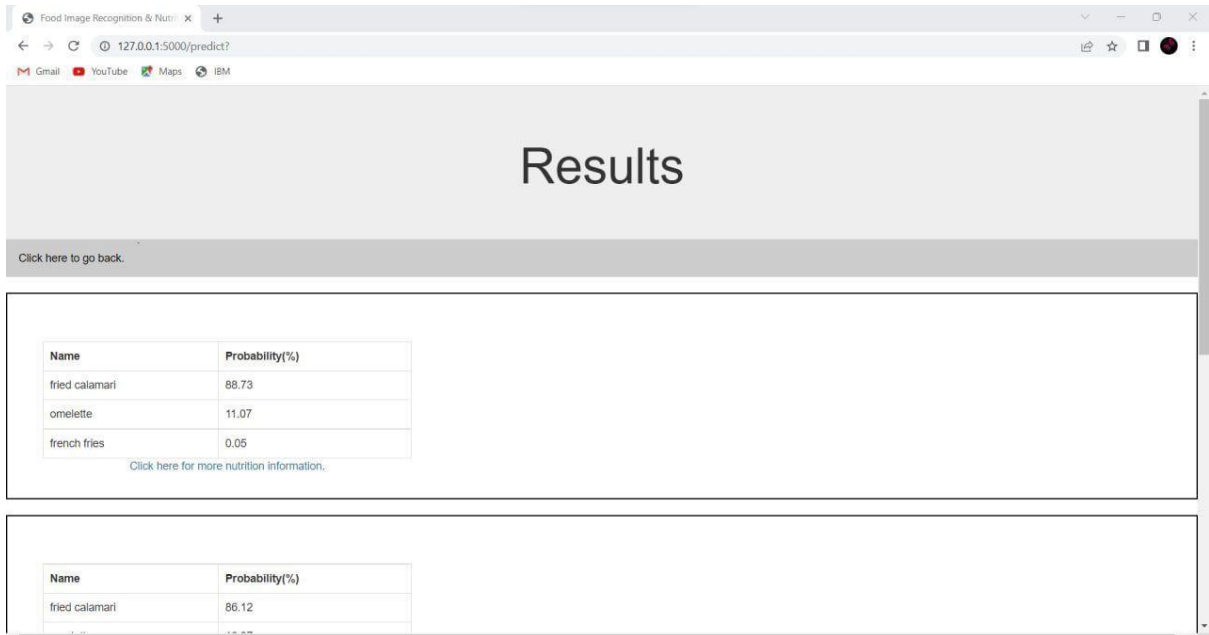 Food Image Recognition & Nutri
127.0.0.1:5000/predict?
Gmail YouTube Maps IBM
Results
Click here to go back.
Name Probability(%)
fried calamari 88.73
omelette 11.07
french fries 0.05
Click here for more nutrition information.
Name Probability(%)
fried calamari 86.12